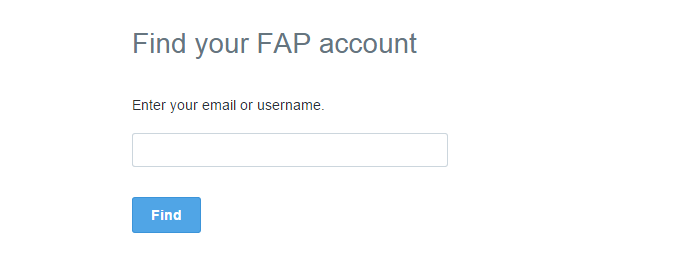 Find your FAP account
Enter your email or username.
Find